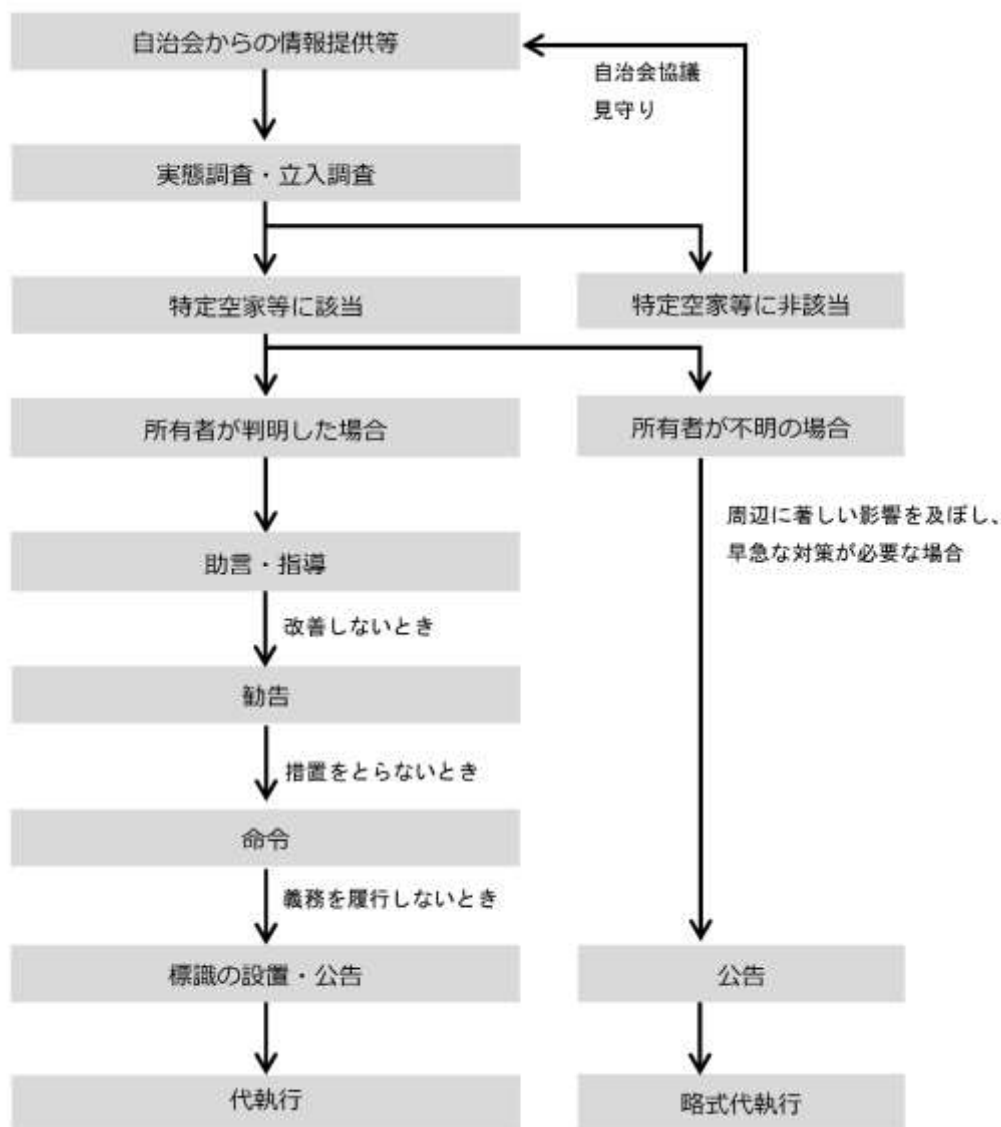 自治会からの情報提供等
自治会協議
見守り
実態調査・立入調査
特定空家等に該当
特定空家等に非該当
所有者が判明した場合
所有者が不明の場合
周辺に著しい影響を及ぼし、
早急な対策が必要な場合
助言・指導
改善しないとき
勧告
措置をとらないとき
命令
義務を履行しないとき
標識の設置・公告
公告
代執行
略式代執行